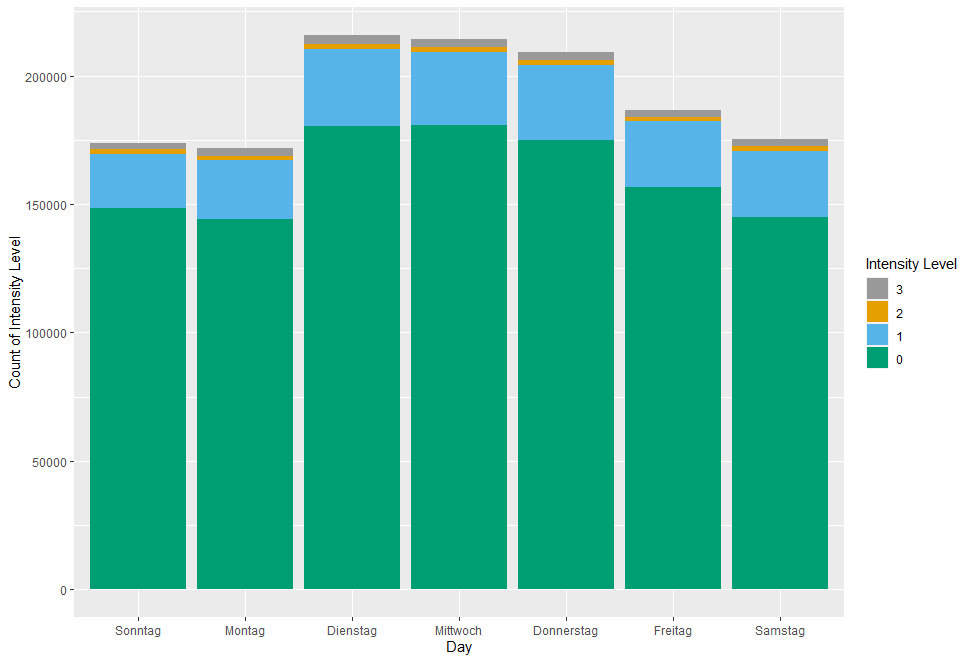 Count of Intensity Level
200000
150000
100000
50000
0
Sonntag Montag Dienstag Mittwoch Donnerstag Freitag Samstag
Day
Intensity Level
3
2
1
0